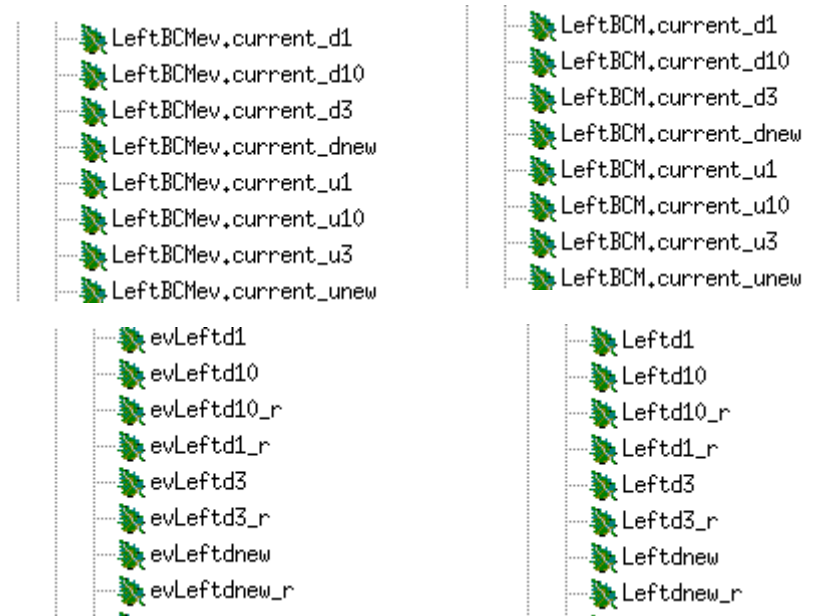 LeftBCMev.current_d1
LeftBCMev.current_d10
LeftBCMev.current_d3
LeftBCMev.current_dnew
LeftBCMev.current_u1
LeftBCMev.current_u10
LeftBCMev.current_u3
LeftBCMev.current_unew
LeftBCM.current_d1
LeftBCM.current_d10
LeftBCM.current_d3
LeftBCM.current_dnew
LeftBCM.current_u1
LeftBCM.current_u10
LeftBCM.current_u3
LeftBCM.current_unew
evLeftd1
evLeftd10
evLeftd10_r
evLeftd1_r
evLeftd3
evLeftd3_r
evLeftdnew
evLeftdnew_r
Leftd1
Leftd10
Leftd10_r
Leftd1_r
Leftd3
Leftd3_r
Leftdnew
Leftdnew_r